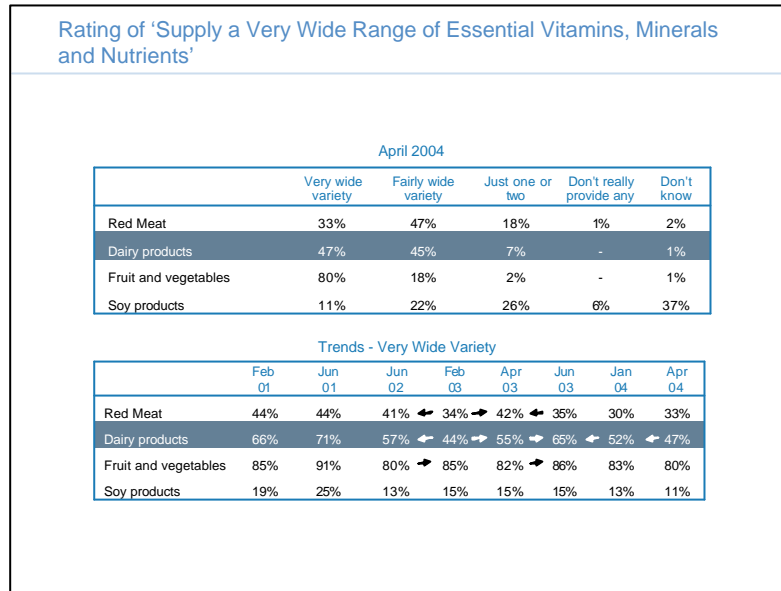 Rating of ‘Supply a Very Wide Range of Essential Vitamins, Minerals
and Nutrients’
April 2004
Very wide variety Fairly wide variety Just one or two Don’t really provide any Don’t know
Red Meat 33% 47% 18% 1% 2%
Dairy products 47% 45% 7% - 1%
Fruit and vegetables 80% 18% 2% - 1%
Soy products 11% 22% 26% 6% 37%
Trends - Very Wide Variety
Feb 01 Jun 01 Jun 02 Feb 03 Apr 03 Jun 03 Jan 04 Apr 04
Red Meat 44% 44% 41% 34% 42% 35% 30% 33%
Dairy products 66% 71% 57% 44% 55% 65% 52% 47%
Fruit and vegetables 85% 91% 80% 85% 82% 86% 83% 80%
Soy products 19% 25% 13% 15% 15% 15% 13% 11%